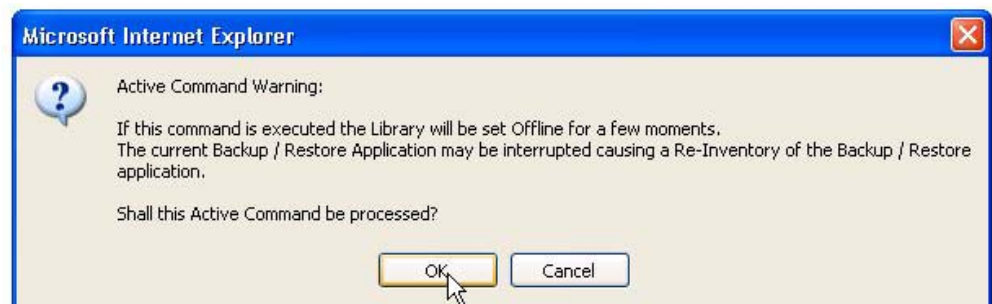 Microsoft Internet Explorer
Active Command Warning:
If this command is executed the Library will be set Offline for a few moments.
The current Backup / Restore Application may be interrupted causing a Re-Inventory of the Backup / Restore
application.
Shall this Active Command be processed?
OK
Cancel